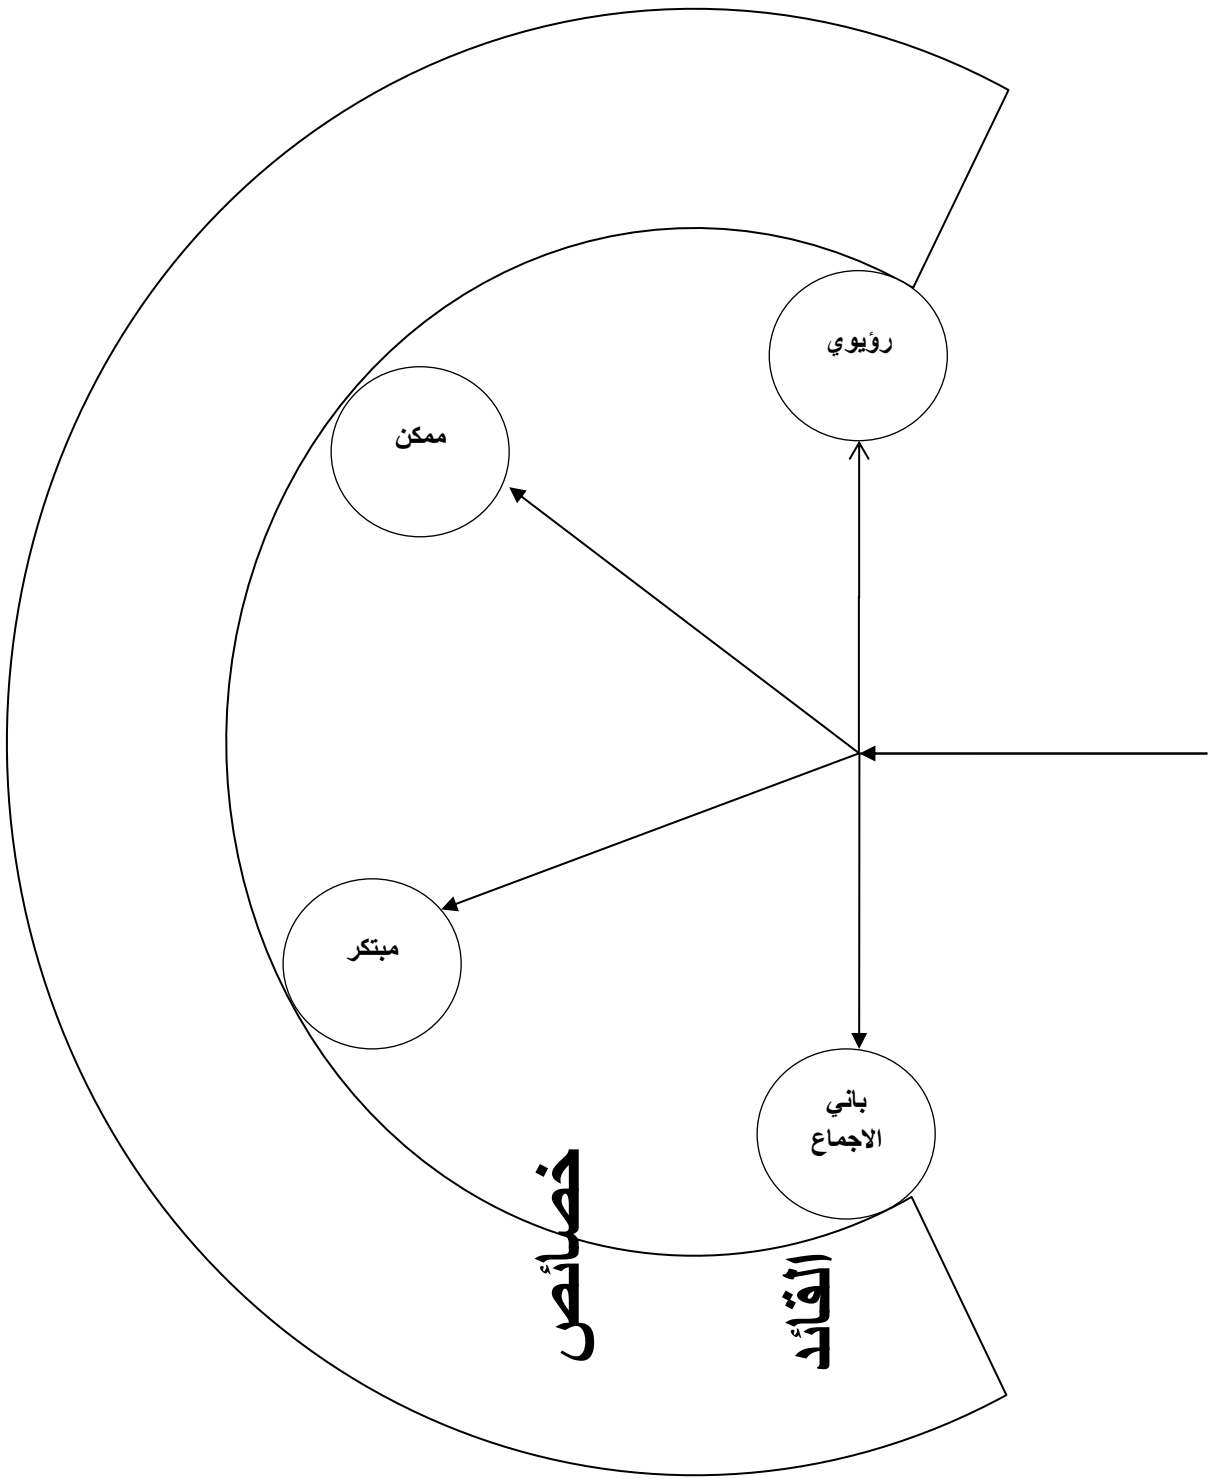 رؤيوي
ممكن
مبتكر
باني
الاجماع
خصائص
القائد